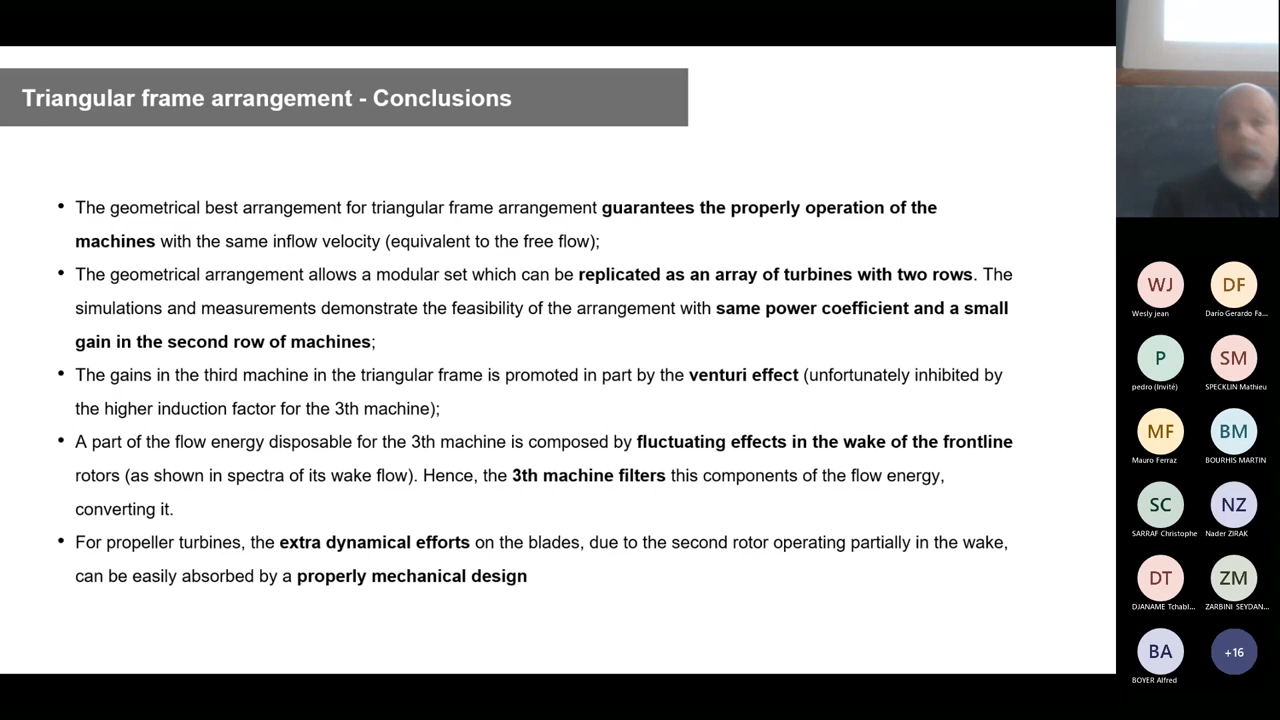 Triangular frame arrangement - Conclusions
• The geometrical best arrangement for triangular frame arrangement guarantees the properly operation of the
machines with the same inflow velocity (equivalent to the free flow);
• The geometrical arrangement allows a modular set which can be replicated as an array of turbines with two rows. The
simulations and measurements demonstrate the feasibility of the arrangement with same power coefficient and a small
gain in the second row of machines;
• The gains in the third machine in the triangular frame is promoted in part by the venturi effect (unfortunately inhibited by
the higher induction factor for the 3th machine);
• A part of the flow energy disposable for the 3th machine is composed by fluctuating effects in the wake of the frontline
rotors (as shown in spectra of its wake flow). Hence, the 3th machine filters this components of the flow energy,
converting it.
• For propeller turbines, the extra dynamical efforts on the blades, due to the second rotor operating partially in the wake,
can be easily absorbed by a properly mechanical design
WJ DF
Wesly jean Darío Gerardo Fa...
P SM
pedro (Invité) SPECKLIN Mathieu
MF BM
Mauro Ferraz BOURHIS MARTIN
SC NZ
SARRAF Christophe Nader ZIRAK
DT ZM
DJANAME Tchabl... ZARBINI SEYDAN...
BA +16
BOYER Alfred